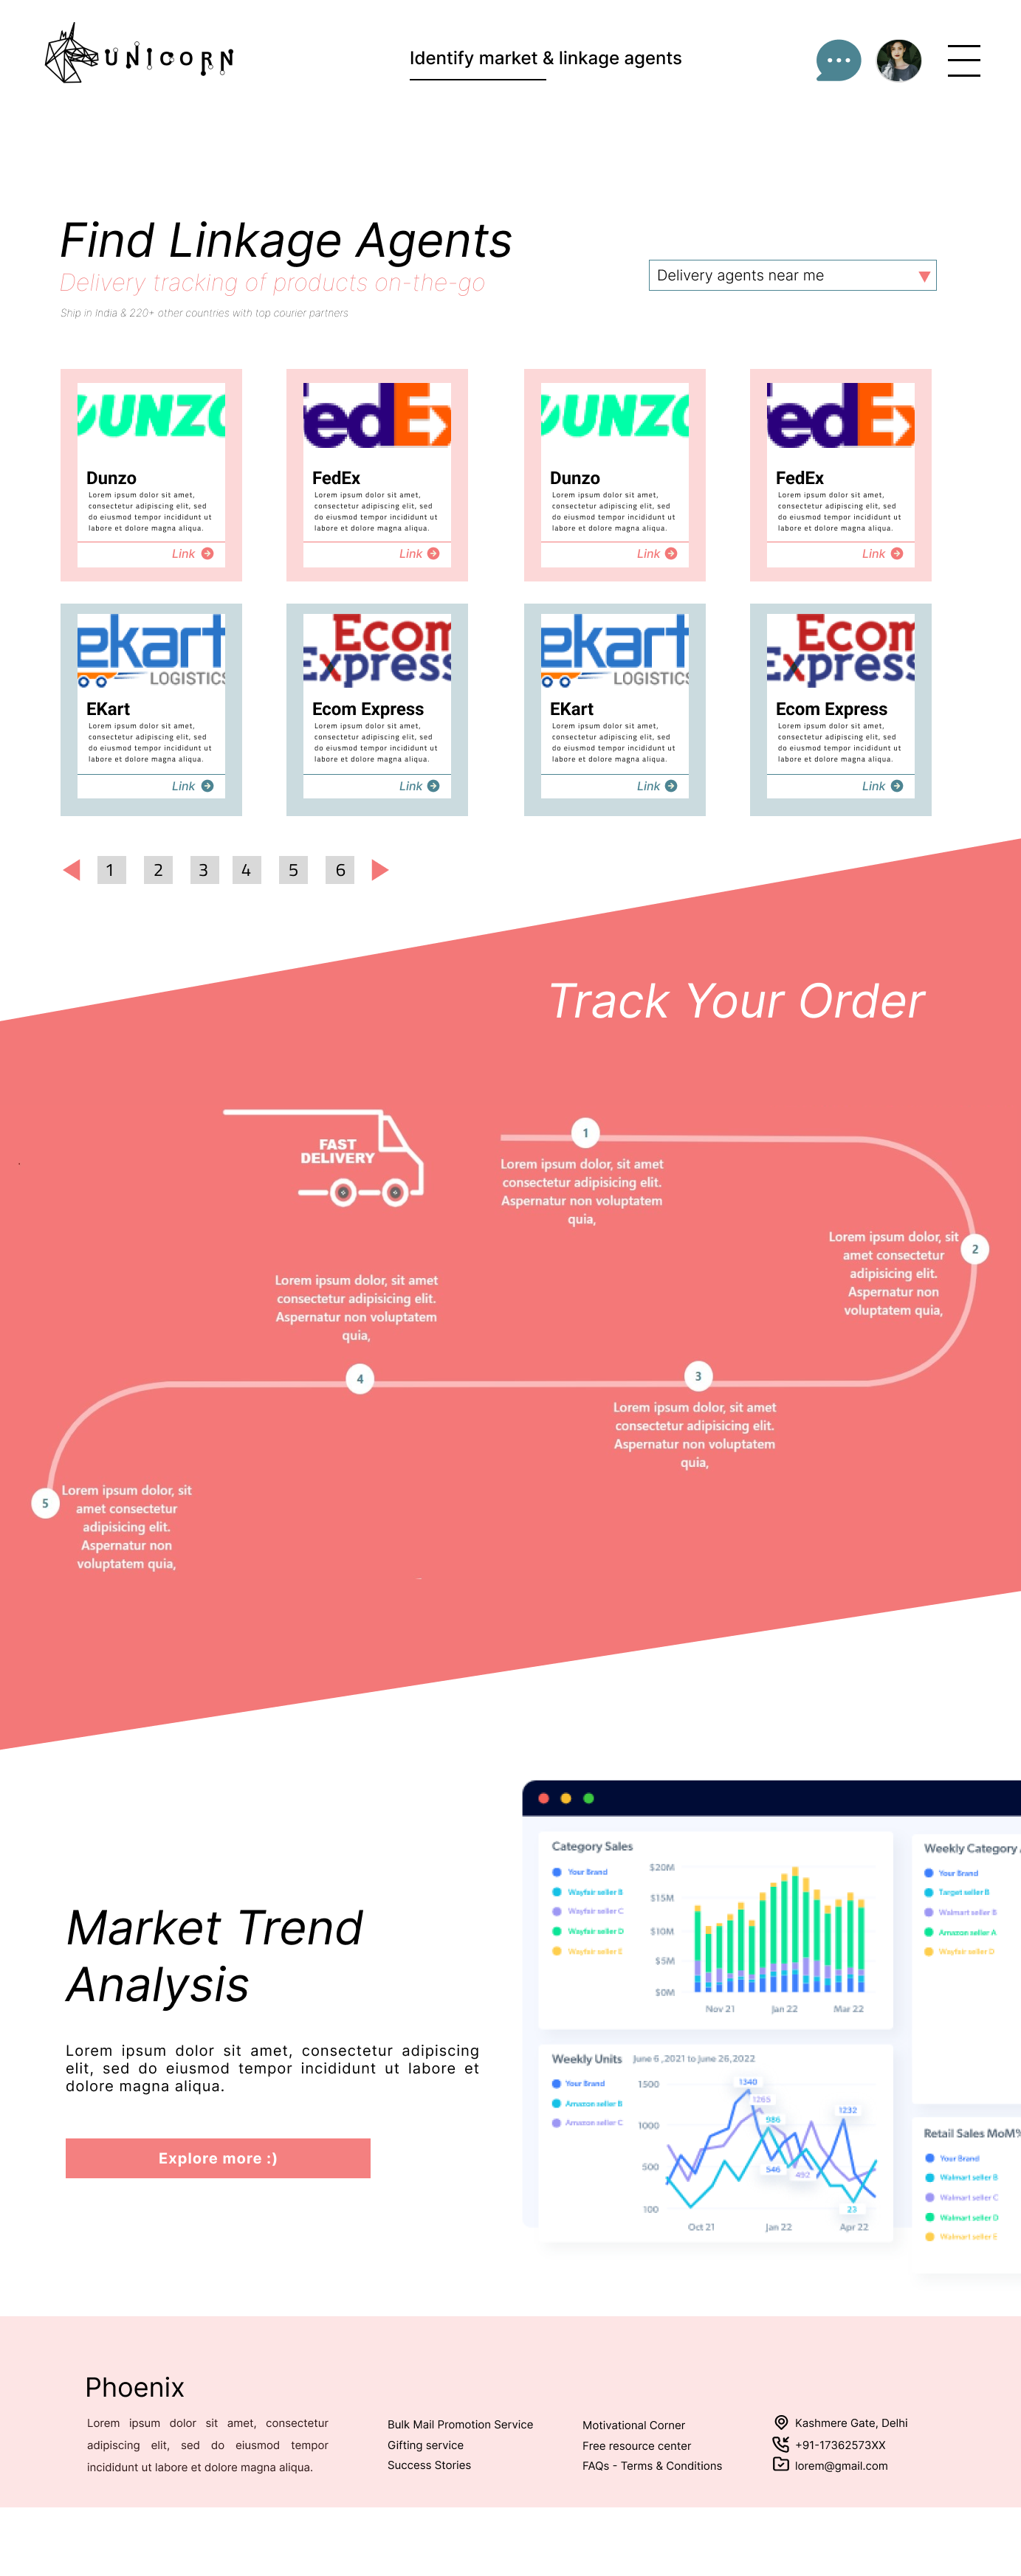 UNICORN
Identify market & linkage agents
Find Linkage Agents
Delivery tracking of products on-the-go
Ship in India & 220+ other countries with top courier partners
Delivery agents near me
Dunzo
Lorem ipsum dolor sit amet,
consectetur adipiscing elit, sed
do eiusmod tempor incididunt ut
labore et dolore magna aliqua.
Link
FedEx
Lorem ipsum dolor sit amet,
consectetur adipiscing elit, sed
do eiusmod tempor incididunt ut
labore et dolore magna aliqua.
Link
Dunzo
Lorem ipsum dolor sit amet,
consectetur adipiscing elit, sed
do eiusmod tempor incididunt ut
labore et dolore magna aliqua.
Link
FedEx
Lorem ipsum dolor sit amet,
consectetur adipiscing elit, sed
do eiusmod tempor incididunt ut
labore et dolore magna aliqua.
Link
ekart
LOGISTICS
EKart
Lorem ipsum dolor sit amet,
consectetur adipiscing elit, sed
do eiusmod tempor incididunt ut
labore et dolore magna aliqua.
Link
Ecom
Express
Ecom Express
Lorem ipsum dolor sit amet,
consectetur adipiscing elit, sed
do eiusmod tempor incididunt ut
labore et dolore magna aliqua.
Link
ekart
LOGISTICS
EKart
Lorem ipsum dolor sit amet,
consectetur adipiscing elit, sed
do eiusmod tempor incididunt ut
labore et dolore magna aliqua.
Link
Ecom
Express
Ecom Express
Lorem ipsum dolor sit amet,
consectetur adipiscing elit, sed
do eiusmod tempor incididunt ut
labore et dolore magna aliqua.
Link
1 2 3 4 5 6
Track Your Order
FAST
DELIVERY
1
Lorem ipsum dolor, sit amet
consectetur adipisicing elit.
Aspernatur non voluptatem
quia,
2
Lorem ipsum dolor, sit
amet consectetur
adipisicing elit.
Aspernatur non
voluptatem quia,
3
Lorem ipsum dolor, sit amet
consectetur adipisicing elit.
Aspernatur non voluptatem
quia,
Lorem ipsum dolor, sit amet
consectetur adipisicing elit.
Aspernatur non voluptatem
quia,
4
5
Lorem ipsum dolor, sit
amet consectetur
adipisicing elit.
Aspernatur non
voluptatem quia,
Market Trend
Analysis
Lorem ipsum dolor sit amet, consectetur adipiscing
elit, sed do eiusmod tempor incididunt ut labore et
dolore magna aliqua.
Explore more :)
Category Sales
Your Brand
Wayfair seller B
Wayfair seller C
Wayfair seller D
Wayfair seller E
$20M
$15M
$10M
$5M
$0M
Nov 21 Jan 22 Mar 22
Weekly Category
Your Brand
Target seller B
Walmart seller B
Amazon seller A
Wayfair seller D
Weekly Units June 6 ,2021 to June 26,2022
Your Brand
Amazon seller B
Amazon seller C
1500
1000
500
100
1340
1265
986
546
492
1232
23
Oct 21 Jan 22 Apr 22
Retail Sales MoM%
Your Brand
Walmart seller B
Walmart seller C
Walmart seller D
Walmart seller E
Phoenix
Lorem ipsum dolor sit amet, consectetur
adipiscing elit, sed do eiusmod tempor
incididunt ut labore et dolore magna aliqua.
Bulk Mail Promotion Service
Gifting service
Success Stories
Motivational Corner
Free resource center
FAQs - Terms & Conditions
Kashmere Gate, Delhi
+91-17362573XX
lorem@gmail.com